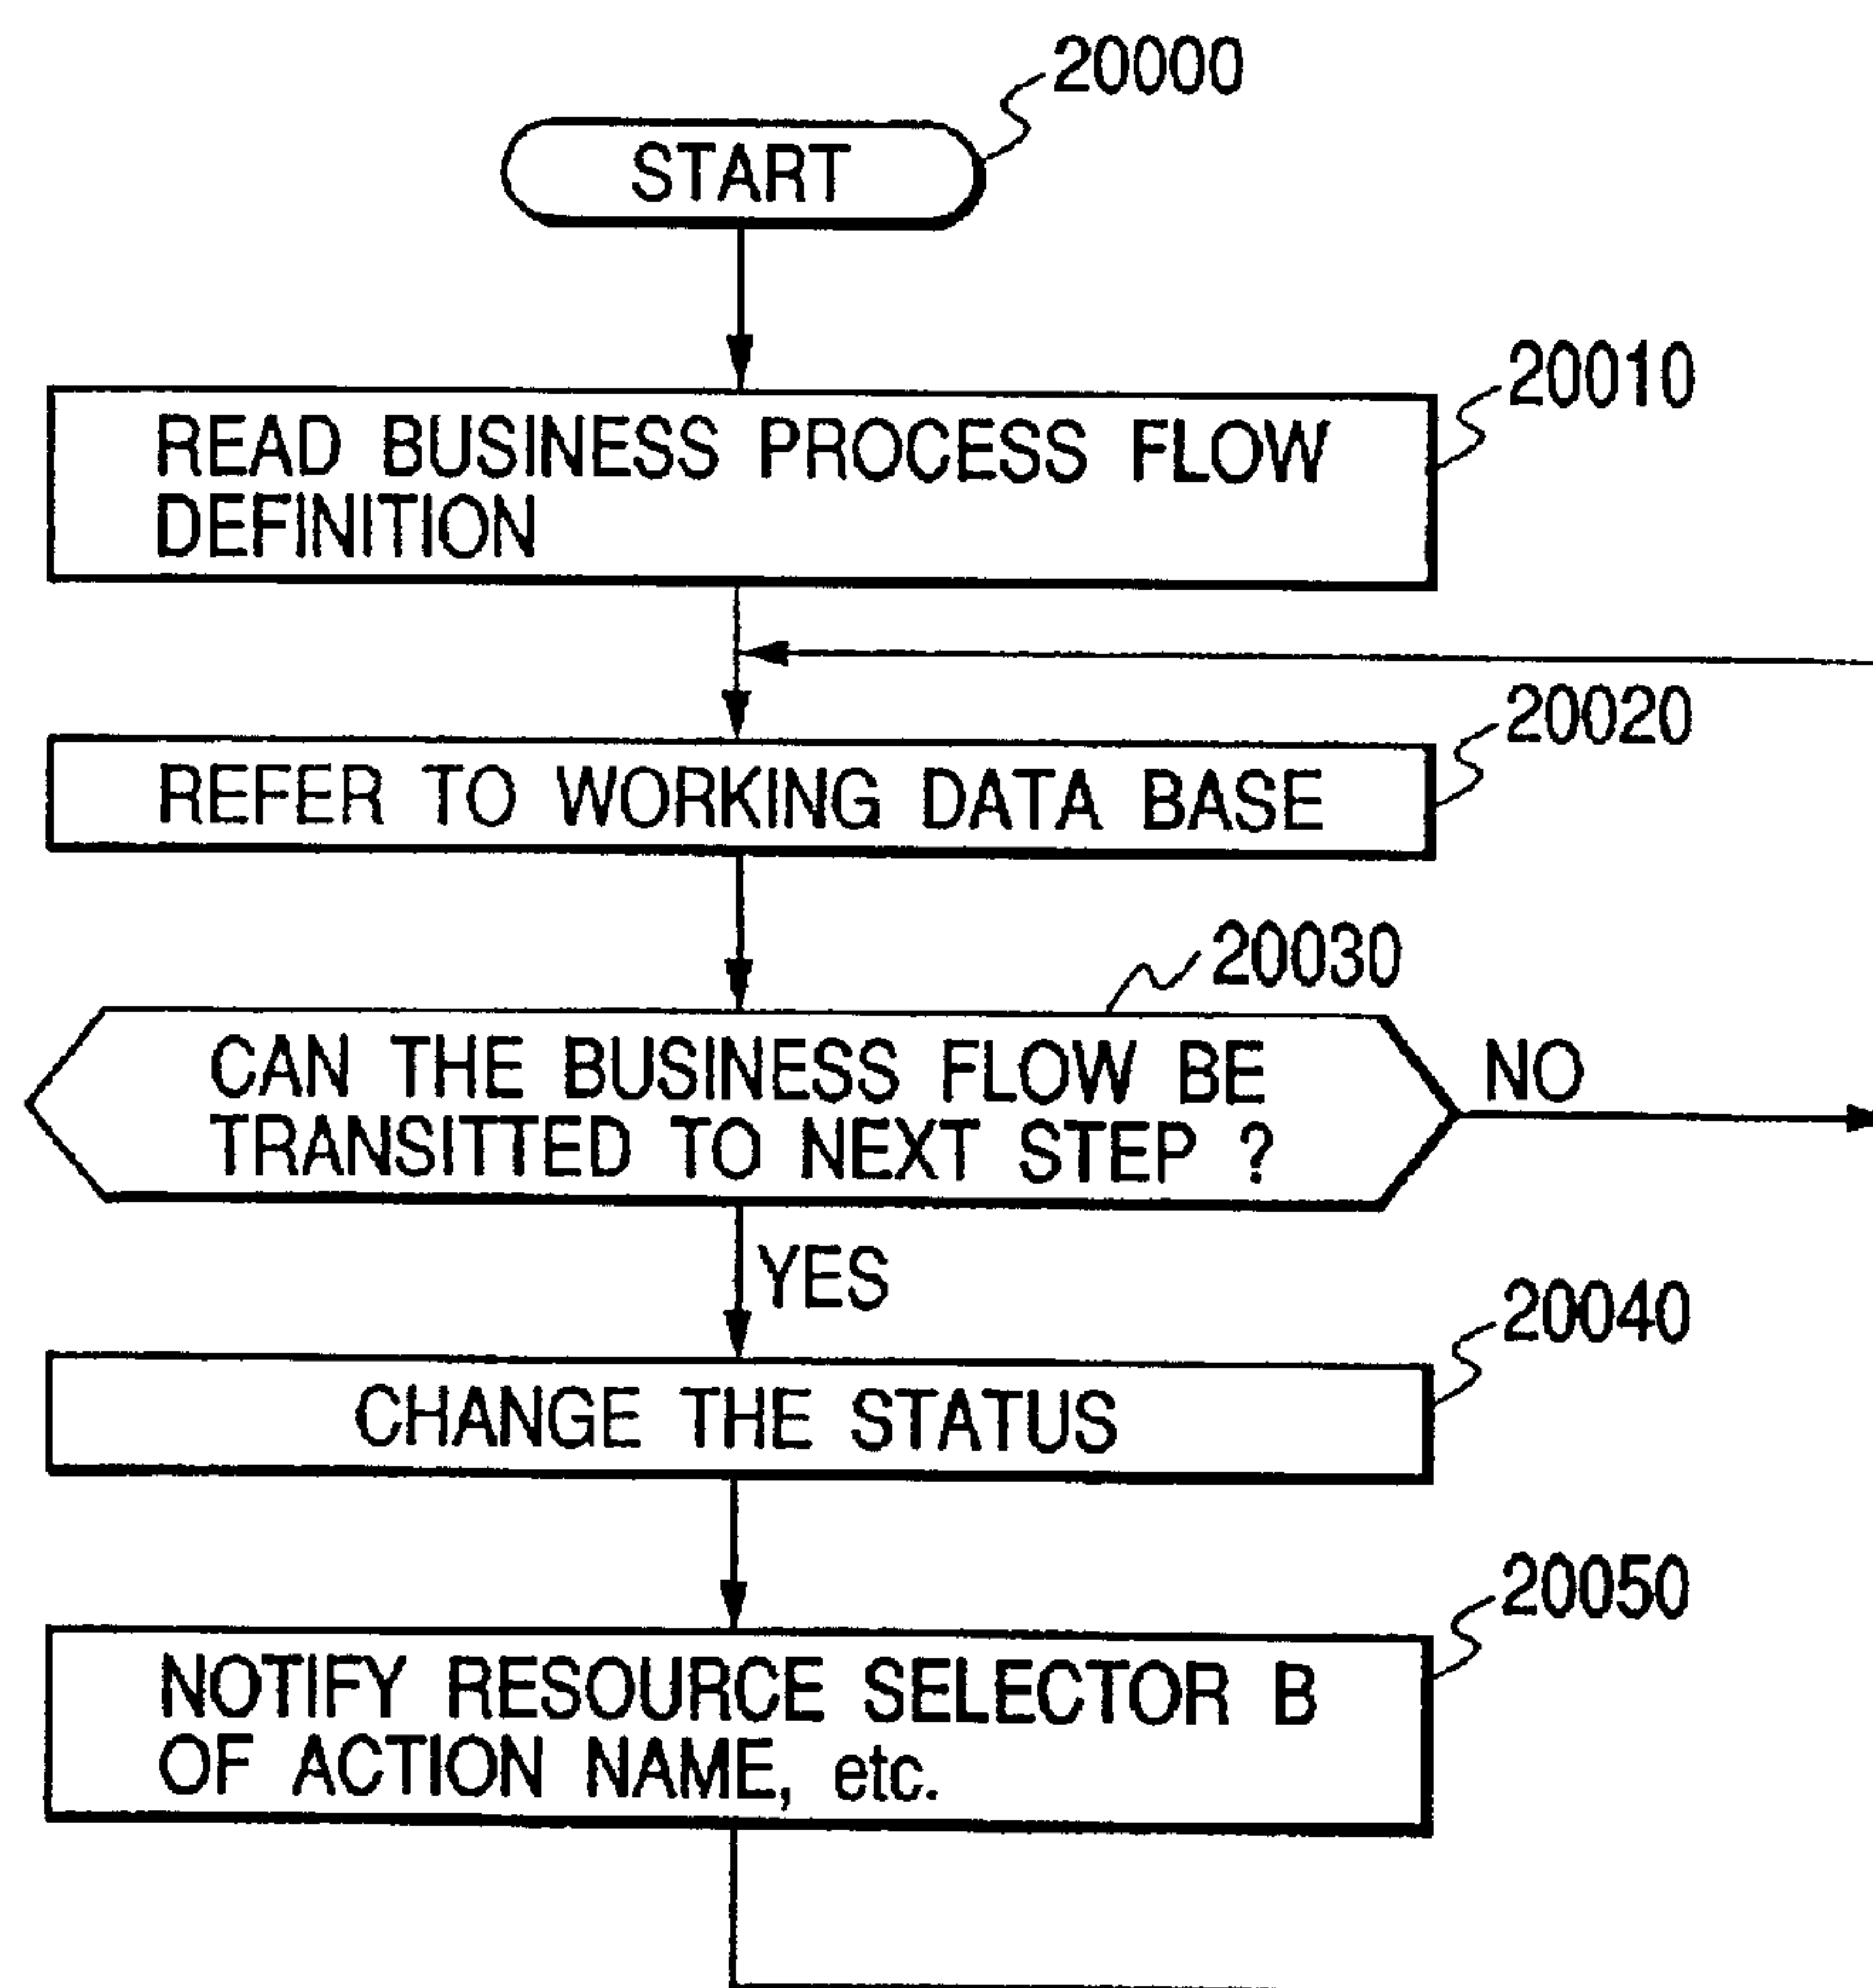 20000
START
20010
READ BUSINESS PROCESS FLOW
DEFINITION
20020
REFER TO WORKING DATA BASE
20030
CAN THE BUSINESS FLOW BE
TRANSITTED TO NEXT STEP ?
NO
YES
20040
CHANGE THE STATUS
20050
NOTIFY RESOURCE SELECTOR B
OF ACTION NAME, etc.